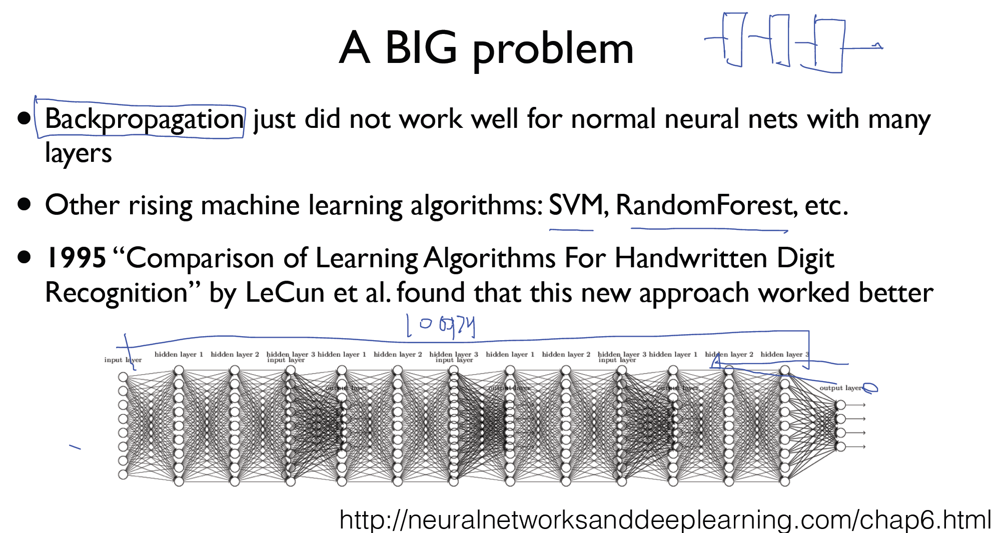 A BIG problem
• Backpropagation just did not work well for normal neural nets with many
layers
• Other rising machine learning algorithms: SVM, RandomForest, etc.
• 1995 “Comparison of Learning Algorithms For Handwritten Digit
Recognition” by LeCun et al. found that this new approach worked better
hidden layer 1 hidden layer 2 hidden layer 3 hidden layer 1 hidden layer 2 hidden layer 3 hidden layer 1 hidden layer 2 hidden layer 3 hidden layer 1 hidden layer 2 hidden layer 3
input layer input layer input layer input layer
output layer output layer output layer output layer
http://neuralnetworksanddeeplearning.com/chap6.html